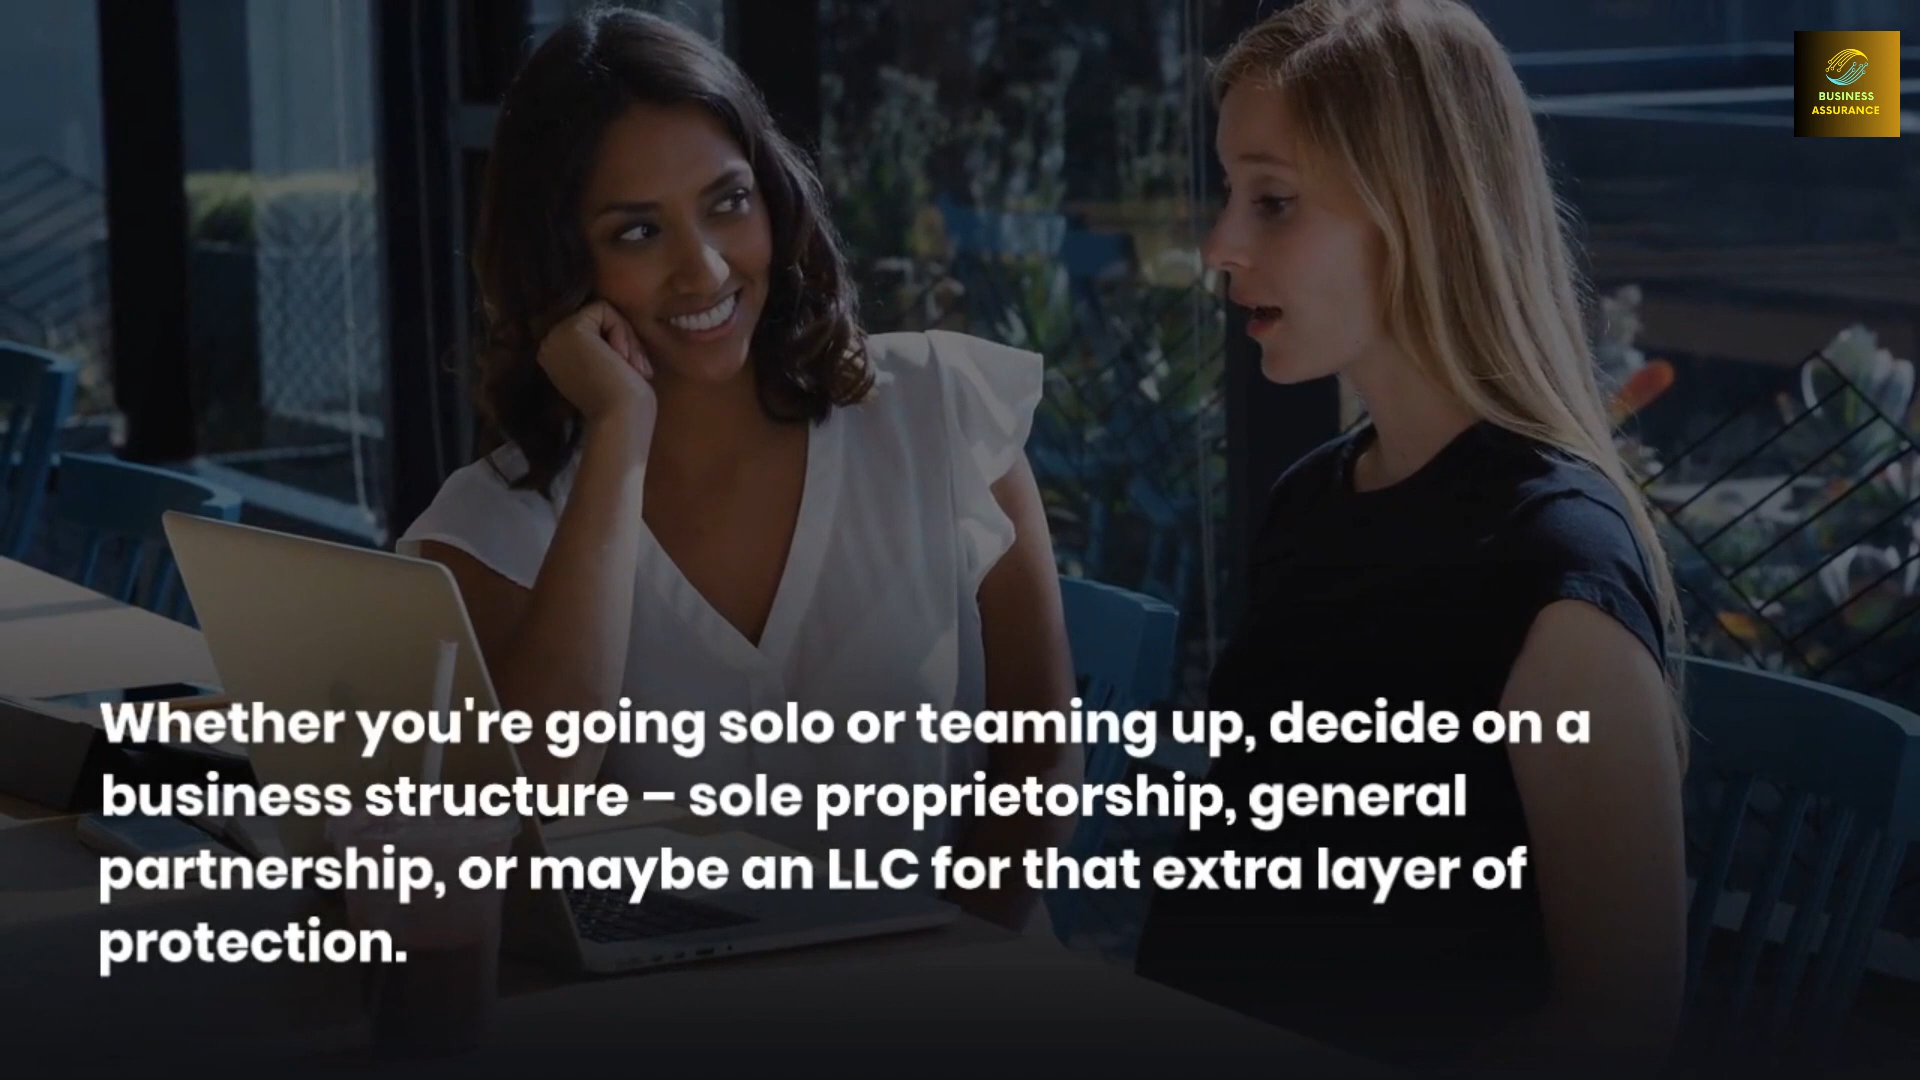 BUSINESS
ASSURANCE
Whether you're going solo or teaming up, decide on a
business structure – sole proprietorship, general
partnership, or maybe an LLC for that extra layer of
protection.